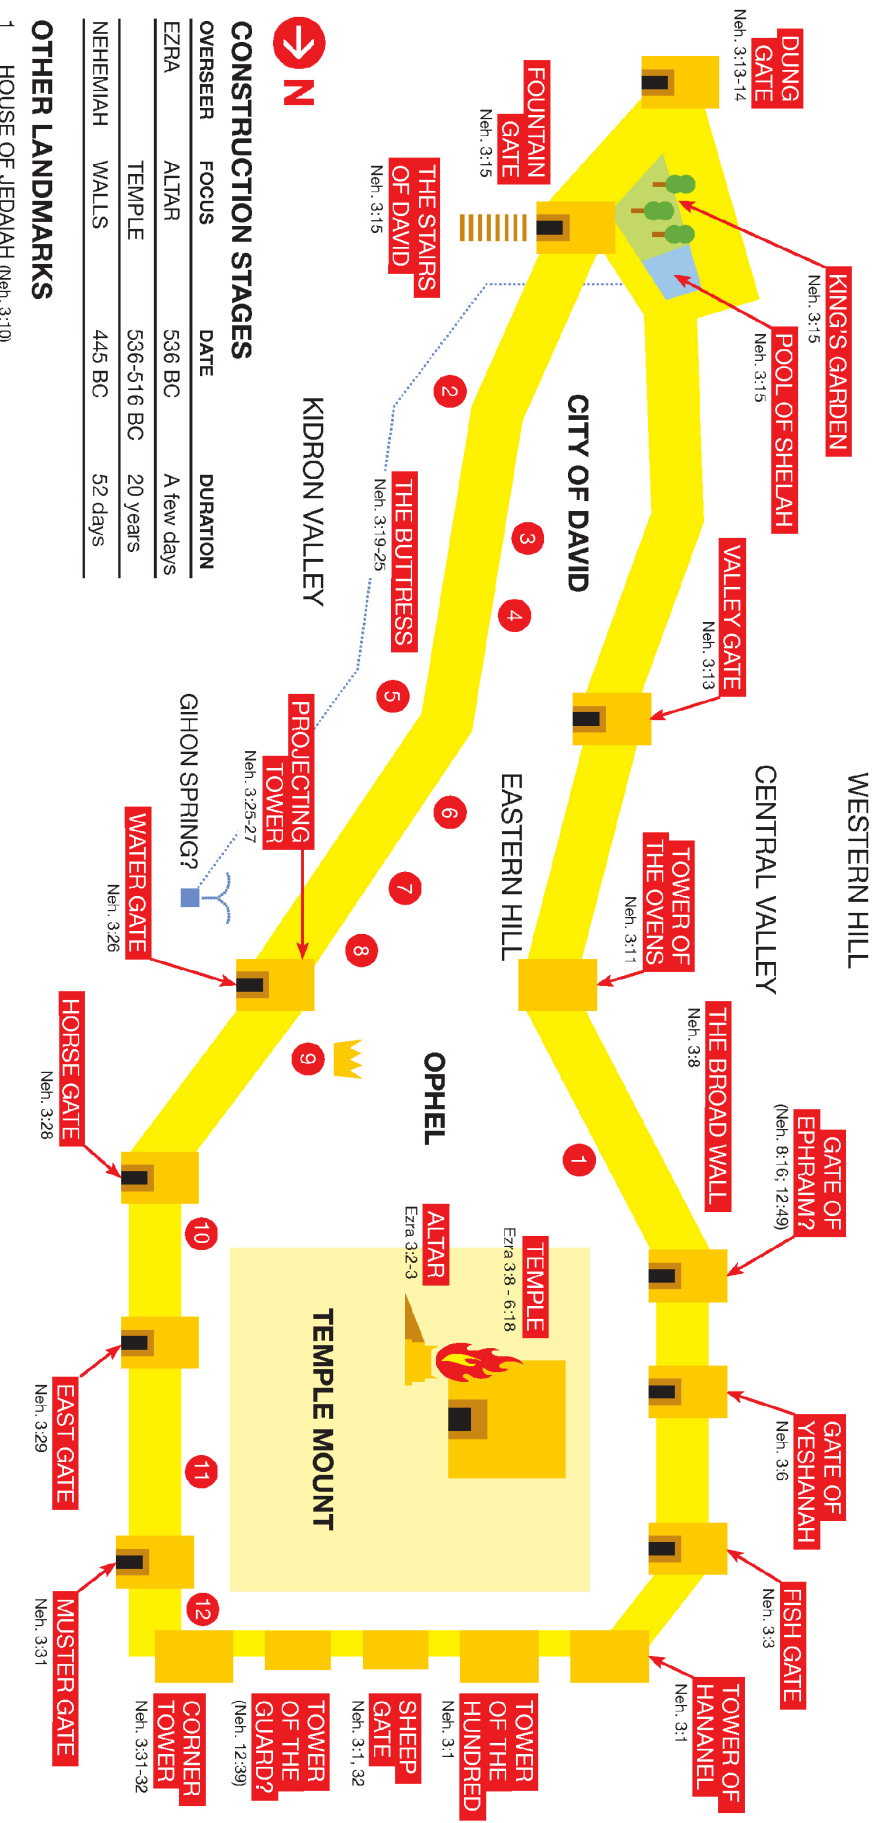 WESTERN HILL
KING'S GARDEN
Neh. 3:15
GATE OF
EPHRAIM?
(Neh. 8:16; 12:49)
GATE OF
YESHANAH
Neh. 3:6
DUNG
GATE
Neh. 3:13-14
POOL OF SHELAH
Neh. 3:15
CENTRAL VALLEY
FISH GATE
Neh. 3:3
VALLEY GATE
Neh. 3:13
THE BROAD WALL
Neh. 3:8
TOWER OF
HANANEL
Neh. 3:1
TOWER OF
THE OVENS
Neh. 3:11
CITY OF DAVID
1
FOUNTAIN
GATE
Neh. 3:15
3
4
EASTERN HILL
TEMPLE
Ezra 3:8 - 6:18
TOWER
OF THE
HUNDRED
Neh. 3:1
THE STAIRS
OF DAVID
Neh. 3:15
2
6
OPHEL
ALTAR
Ezra 3:2-3
THE BUTTRESS
Neh. 3:19-25
5
7
SHEEP
GATE
Neh. 3:1, 32
8
KIDRON VALLEY
TEMPLE MOUNT
TOWER
OF THE
GUARD?
(Neh. 12:39)
N
PROJECTING
TOWER
Neh. 3:25-27
9
GIHON SPRING?
10
11
12
CORNER
TOWER
Neh. 3:31-32
WATER GATE
Neh. 3:26
HORSE GATE
Neh. 3:28
EAST GATE
Neh. 3:29
MUSTER GATE
Neh. 3:31
CONSTRUCTION STAGES
OVERSEER FOCUS DATE DURATION
EZRA ALTAR 536 BC A few days
TEMPLE 536-516 BC 20 years
NEHEMIAH WALLS 445 BC 52 days
OTHER LANDMARKS
1 HOUSE OF JEDAIAH (Neh. 3:10)